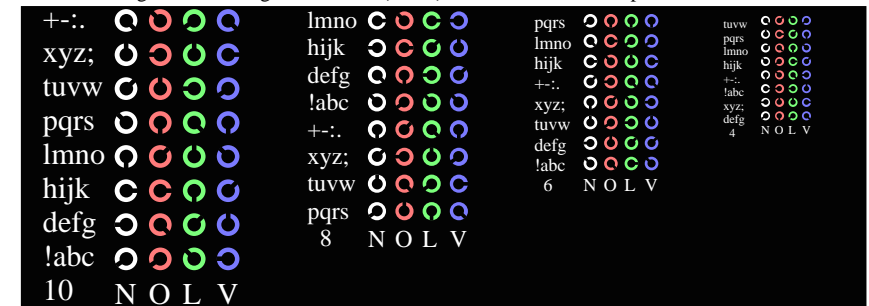 +-:.
xyz;
tuvw
pqrs
lmno
hijk
defg
!abc
10 N O L V
lmno
hijk
defg
!abc
+-:.
xyz;
tuvw
pqrs
8 N O L V
pqrs
lmno
hijk
+-:.
xyz;
tuvw
defg
!abc
6 N O L V
tuvw
pqrs
lmno
hijk
+-:.
!abc
xyz;
defg
4 N O L V